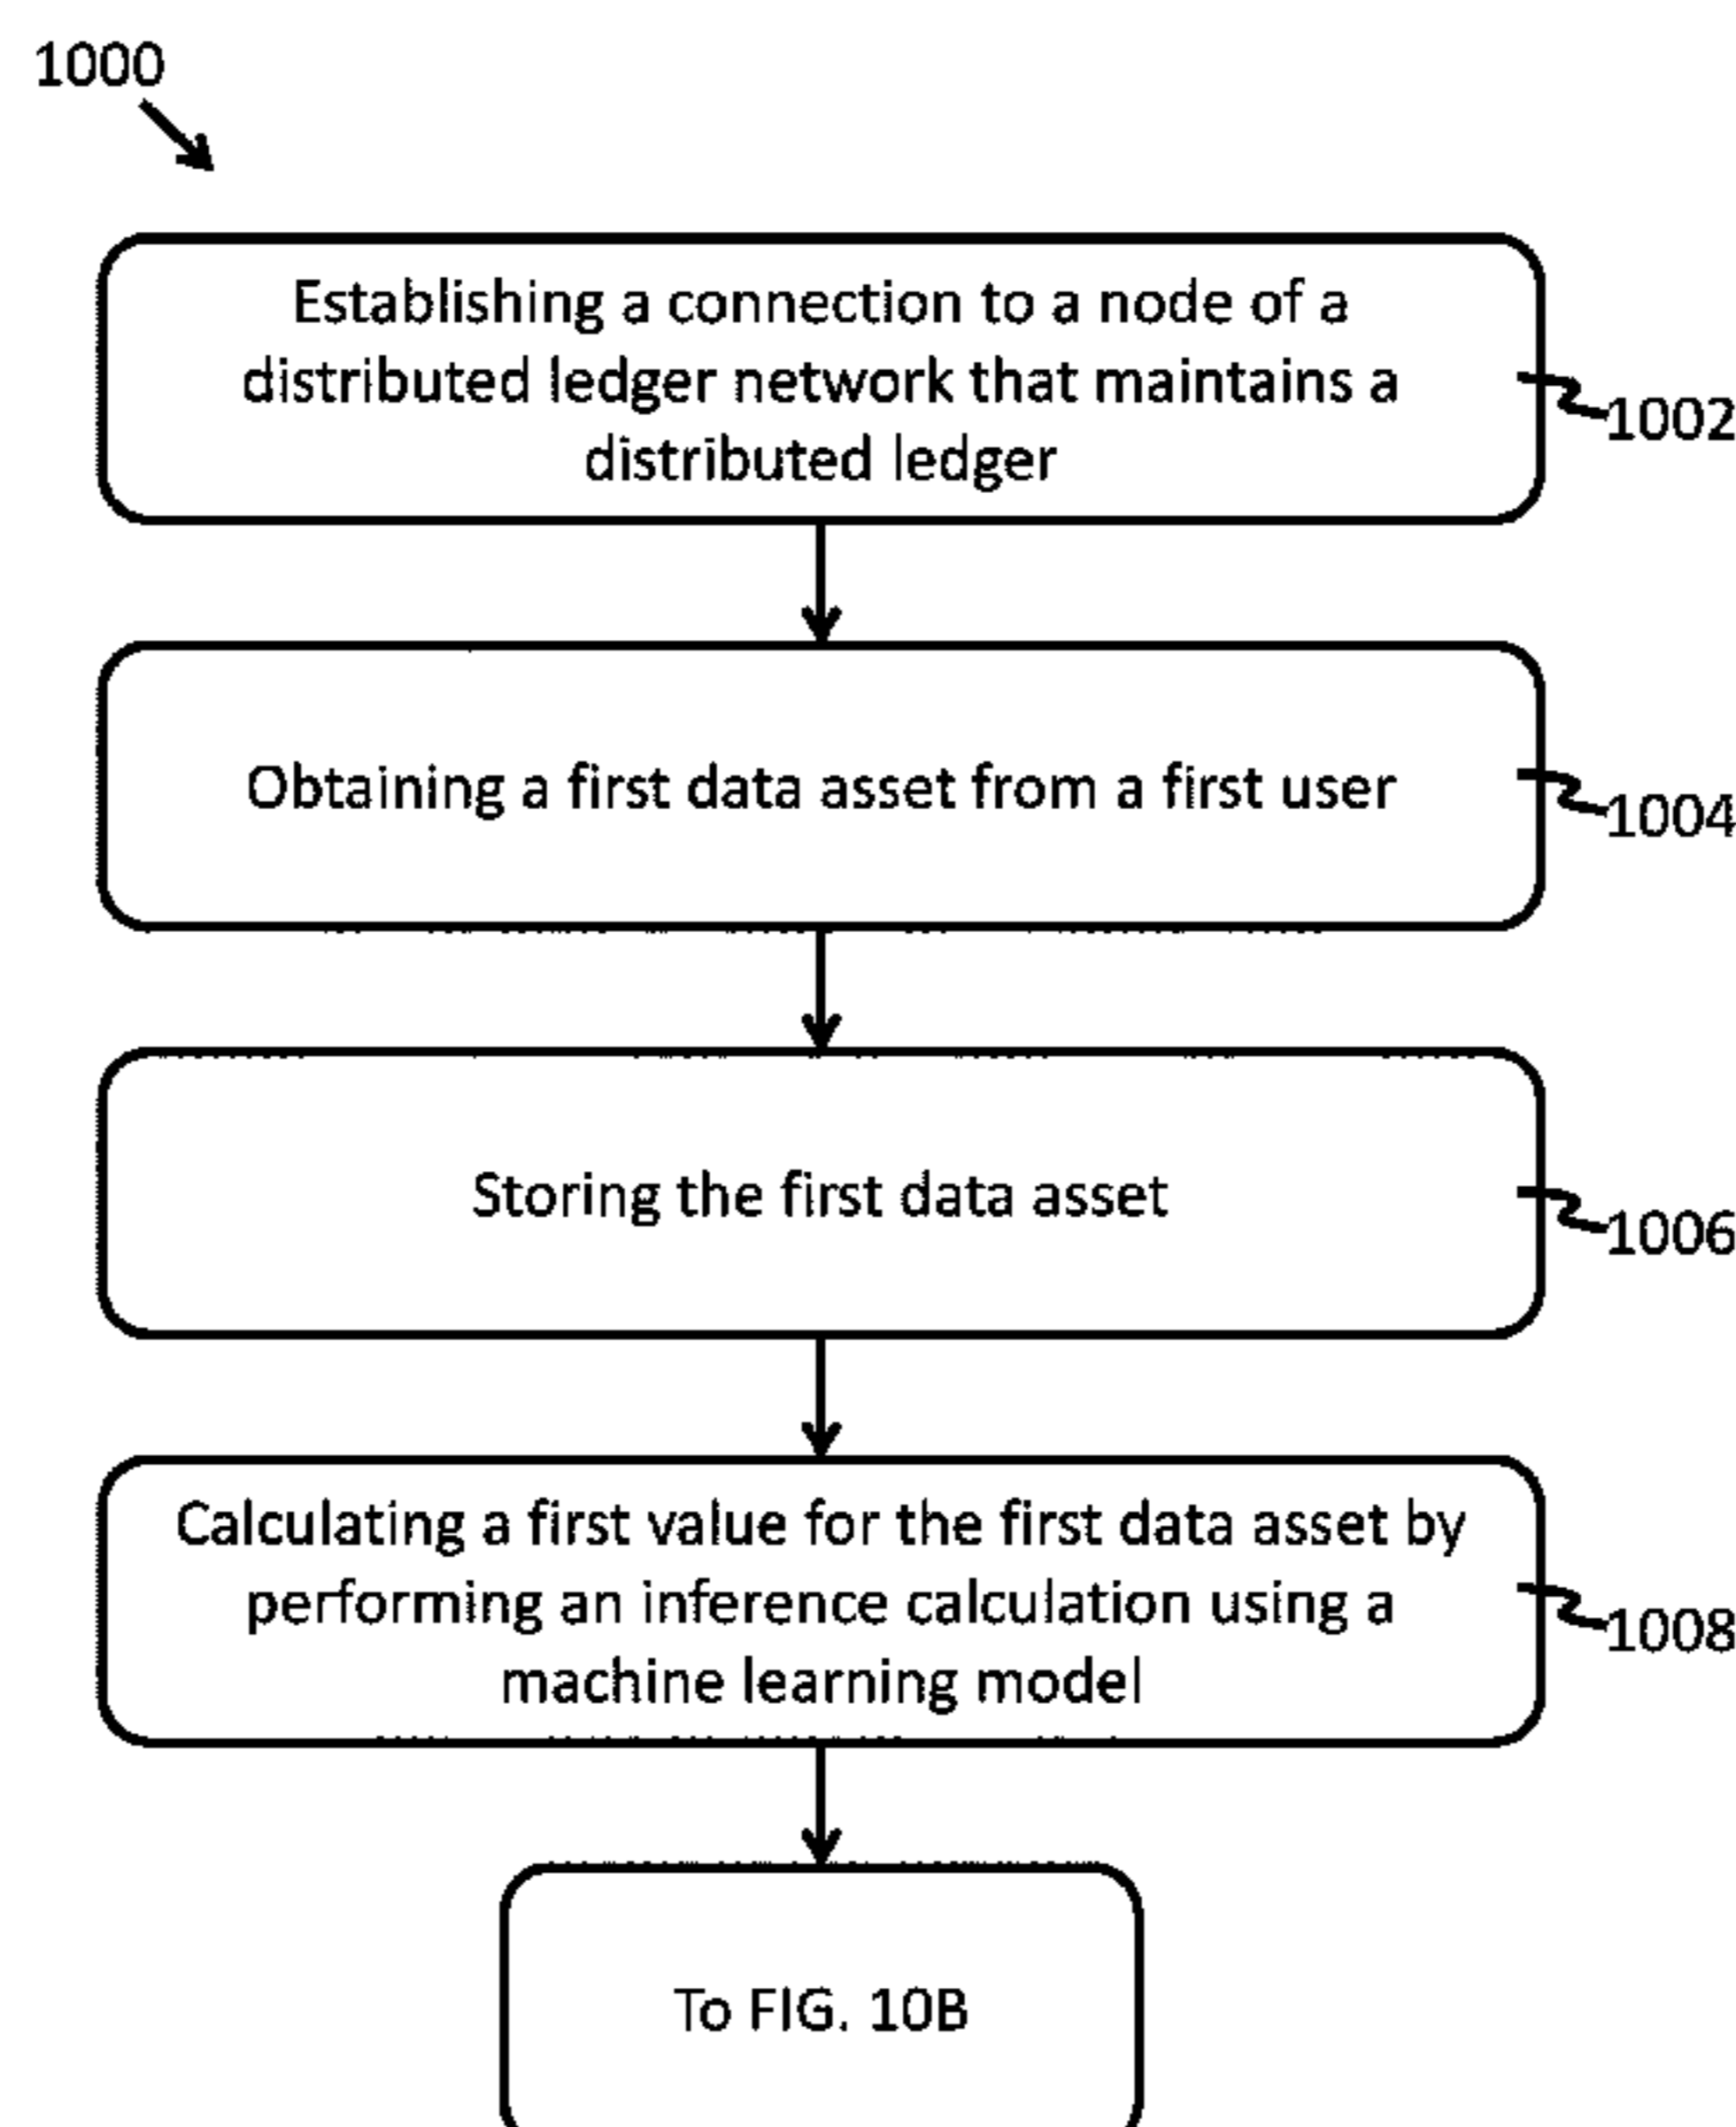 1000
Establishing a connection to a node of a
distributed ledger network that maintains a
distributed ledger
1002
Obtaining a first data asset from a first user
1004
Storing the first data asset
1006
Calculating a first value for the first data asset by
performing an inference calculation using a
machine learning model
1008
To FIG. 10B